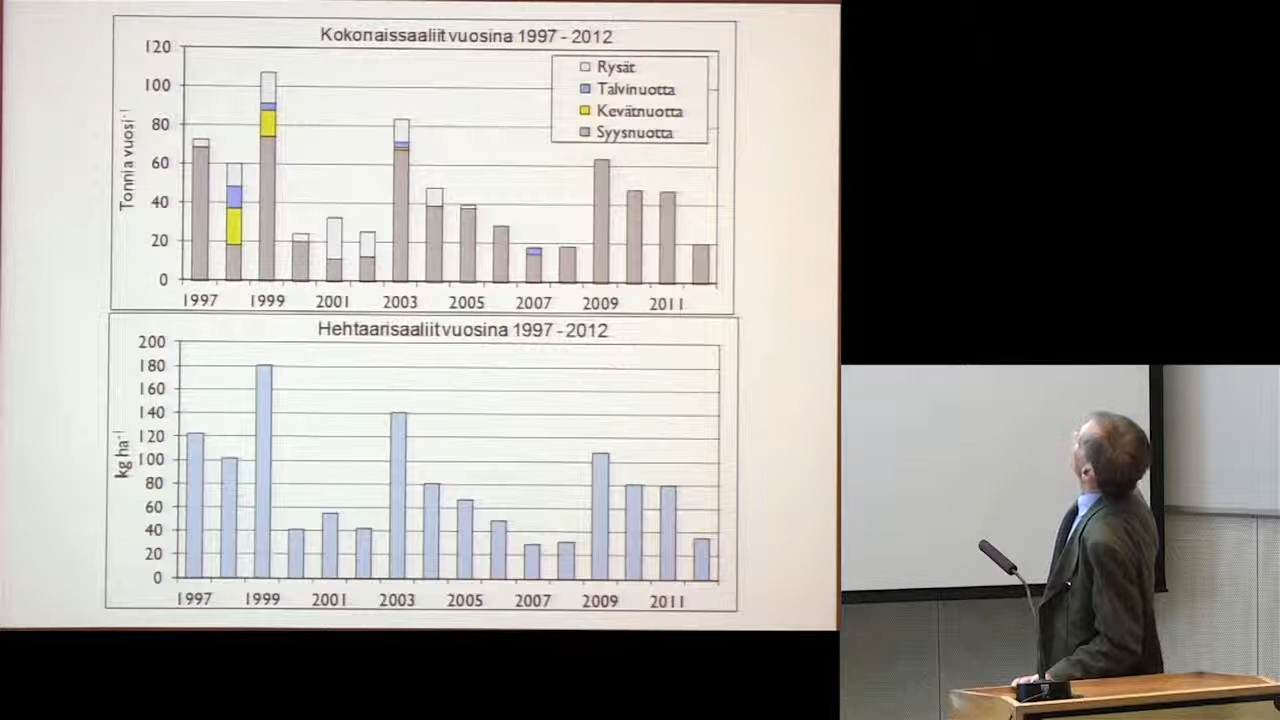 Kokonaissaaliit vuosina 1997 - 2012
120
100
80
60
40
20
0
Tonnia vuosi-1
Rysät
Talvinuotta
Kevätnuotta
Syysnuotta
1997 1999 2001 2003 2005 2007 2009 2011
Hehtaarisaaliit vuosina 1997 - 2012
200
180
160
140
120
100
80
60
40
20
0
kg ha-1
1997 1999 2001 2003 2005 2007 2009 2011